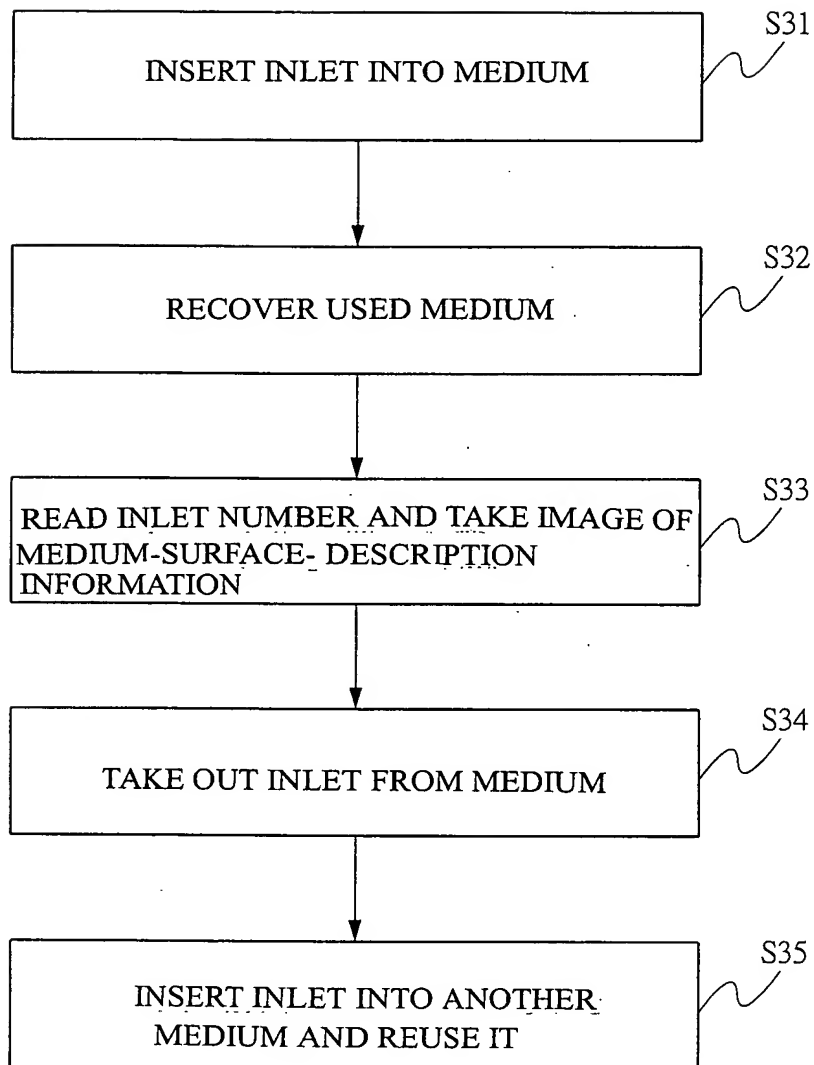 S31
INSERT INLET INTO MEDIUM
S32
RECOVER USED MEDIUM
S33
READ INLET NUMBER AND TAKE IMAGE OF
MEDIUM-SURFACE- DESCRIPTION
INFORMATION
S34
TAKE OUT INLET FROM MEDIUM
S35
INSERT INLET INTO ANOTHER
MEDIUM AND REUSE IT